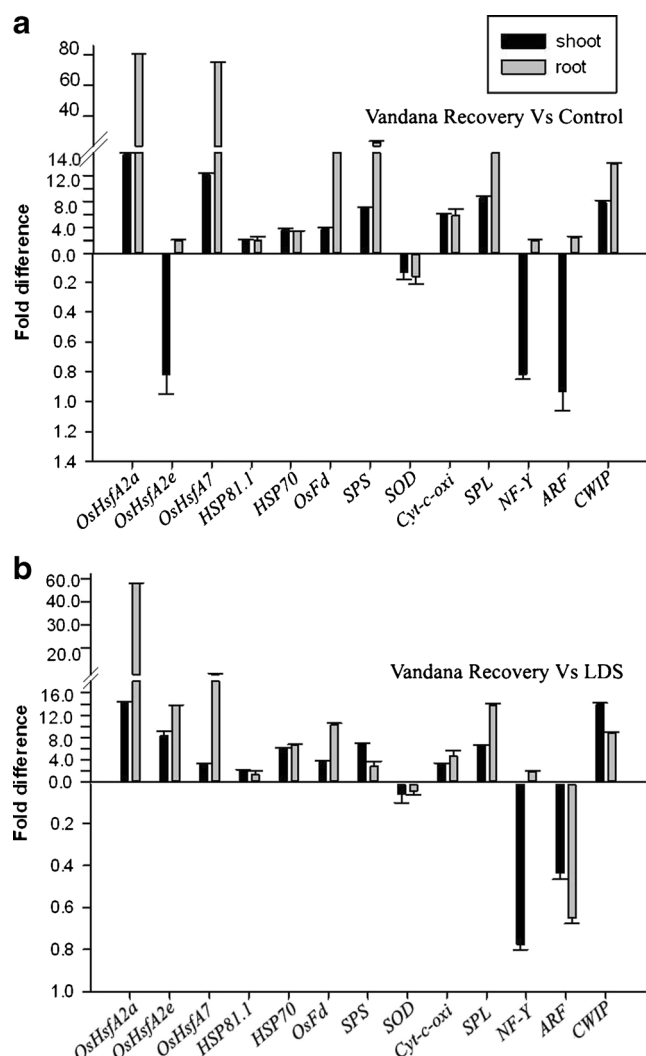 a
shoot
root
Vandana Recovery Vs Control
Fold difference
80
60
40
14.0
12.0
8.0
4.0
0.0
0.2
0.4
0.6
0.8
1.0
1.2
1.4
OsHsfA2a
OsHsfA2e
OsHsfA7
HSP81.1
HSP70
OsFd
SPS
SOD
Cyt-c-oxi
SPL
NF-Y
ARF
CWIP
b
Vandana Recovery Vs LDS
Fold difference
60.0
40.0
30.0
20.0
16.0
12.0
8.0
4.0
0.0
0.2
0.4
0.6
0.8
1.0
OsHsfA2a
OsHsfA2e
OsHsfA7
HSP81.1
HSP70
OsFd
SPS
SOD
Cyt-c-oxi
SPL
NF-Y
ARF
CWIP